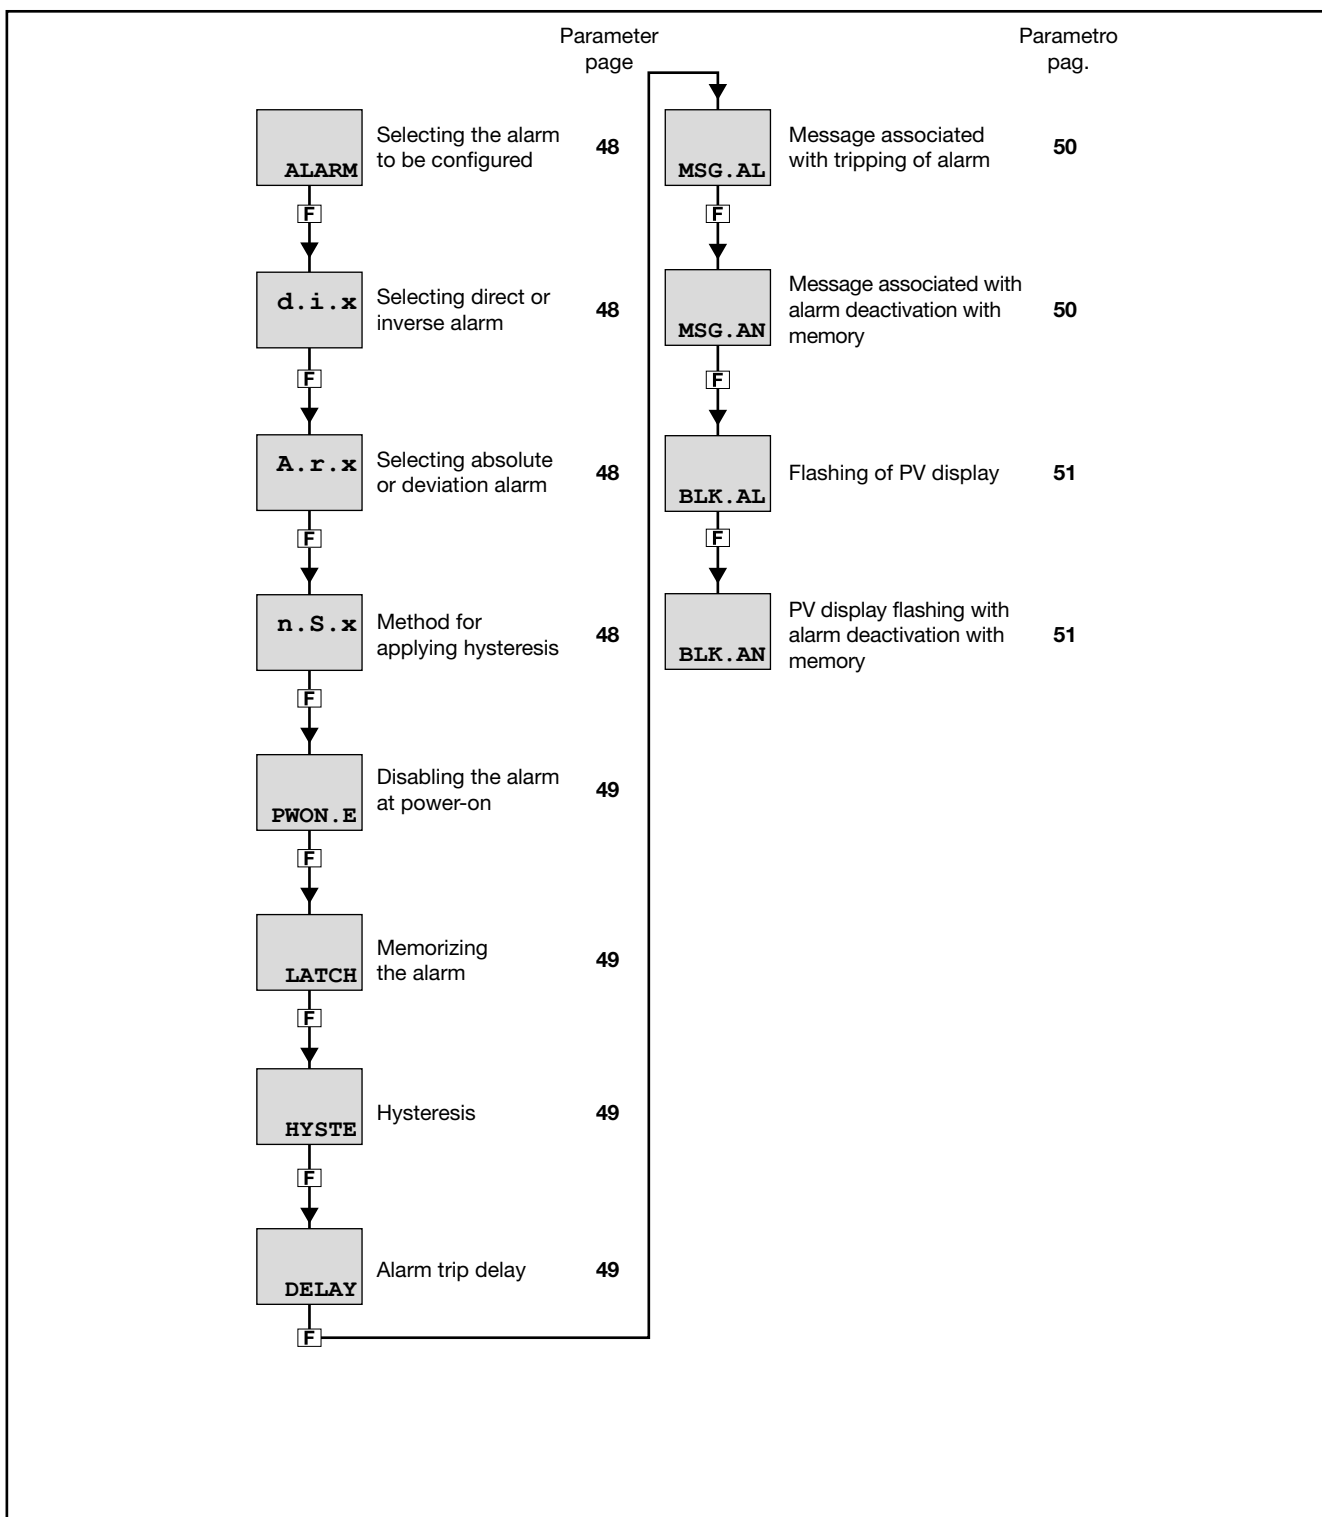 Parameter
page
ALARM
Selecting the alarm
to be configured
48
F
d.i.x
Selecting direct or
inverse alarm
48
F
A.r.x
Selecting absolute
or deviation alarm
48
F
n.S.x
Method for
applying hysteresis
48
F
PWON.E
Disabling the alarm
at power-on
49
F
LATCH
Memorizing
the alarm
49
F
HYSTE
Hysteresis
49
F
DELAY
Alarm trip delay
49
F
Parametro
pag.
MSG.AL
Message associated
with tripping of alarm
50
F
MSG.AN
Message associated with
alarm deactivation with
memory
50
F
BLK.AL
Flashing of PV display
51
F
BLK.AN
PV display flashing with
alarm deactivation with
memory
51